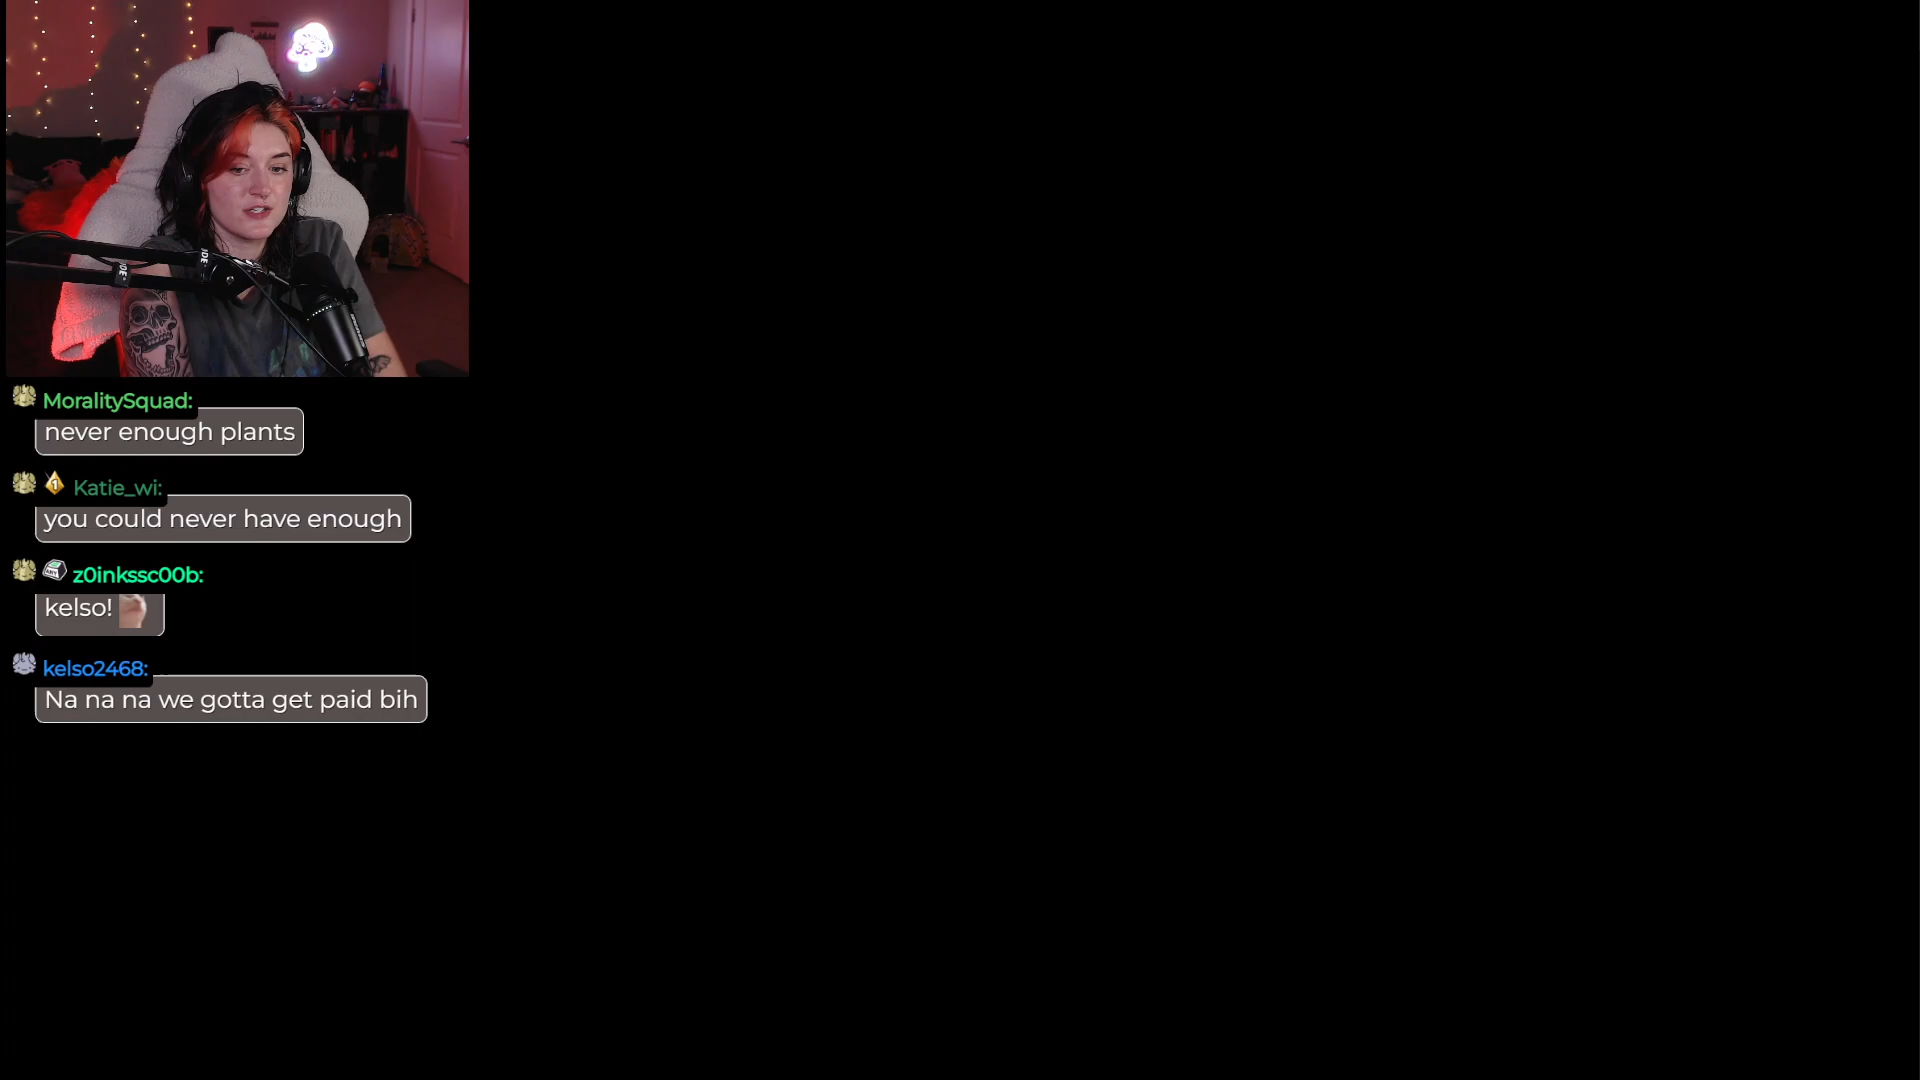 MoralitySquad:
never enough plants
Katie_wi:
you could never have enough
z0inkssc00b:
kelso!
kelso2468:
Na na na we gotta get paid bih